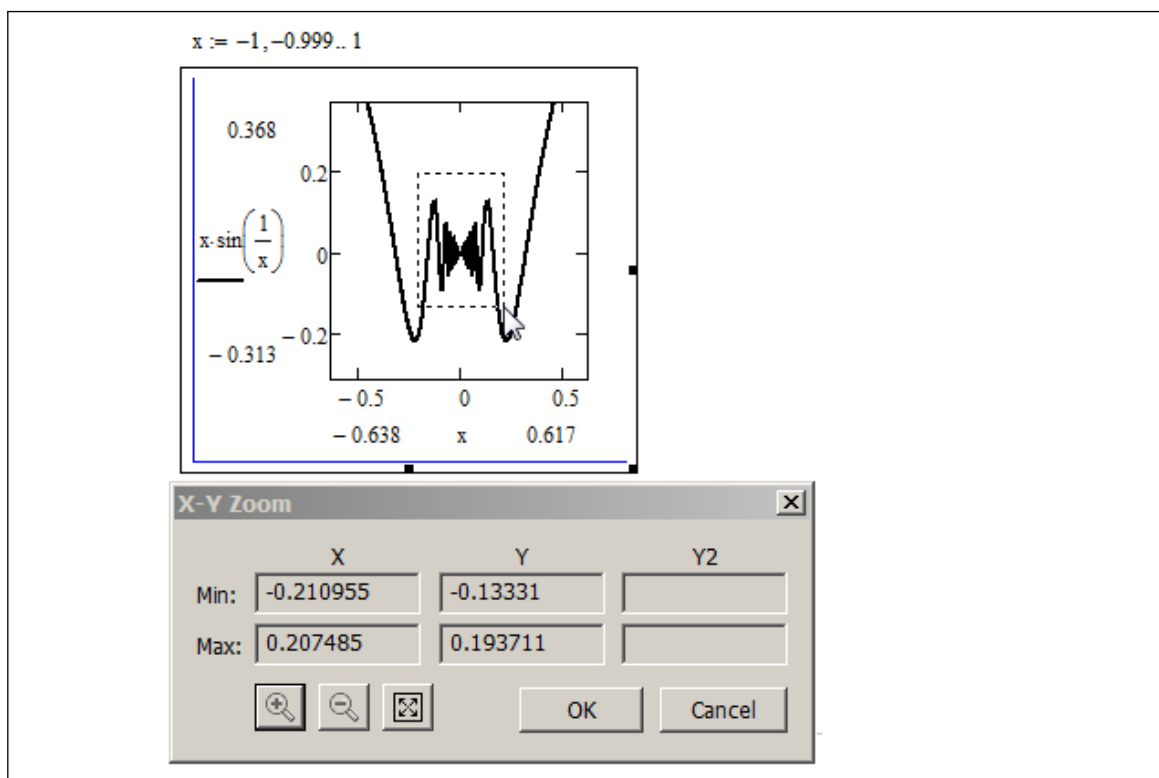 x := −1, −0.999 .. 1
0.368
0.2
x·sin(1/x)
0
− 0.2
− 0.313
− 0.5 0 0.5
− 0.638 x 0.617
X-Y Zoom
X Y Y2
Min: -0.210955 -0.13331
Max: 0.207485 0.193711
OK Cancel